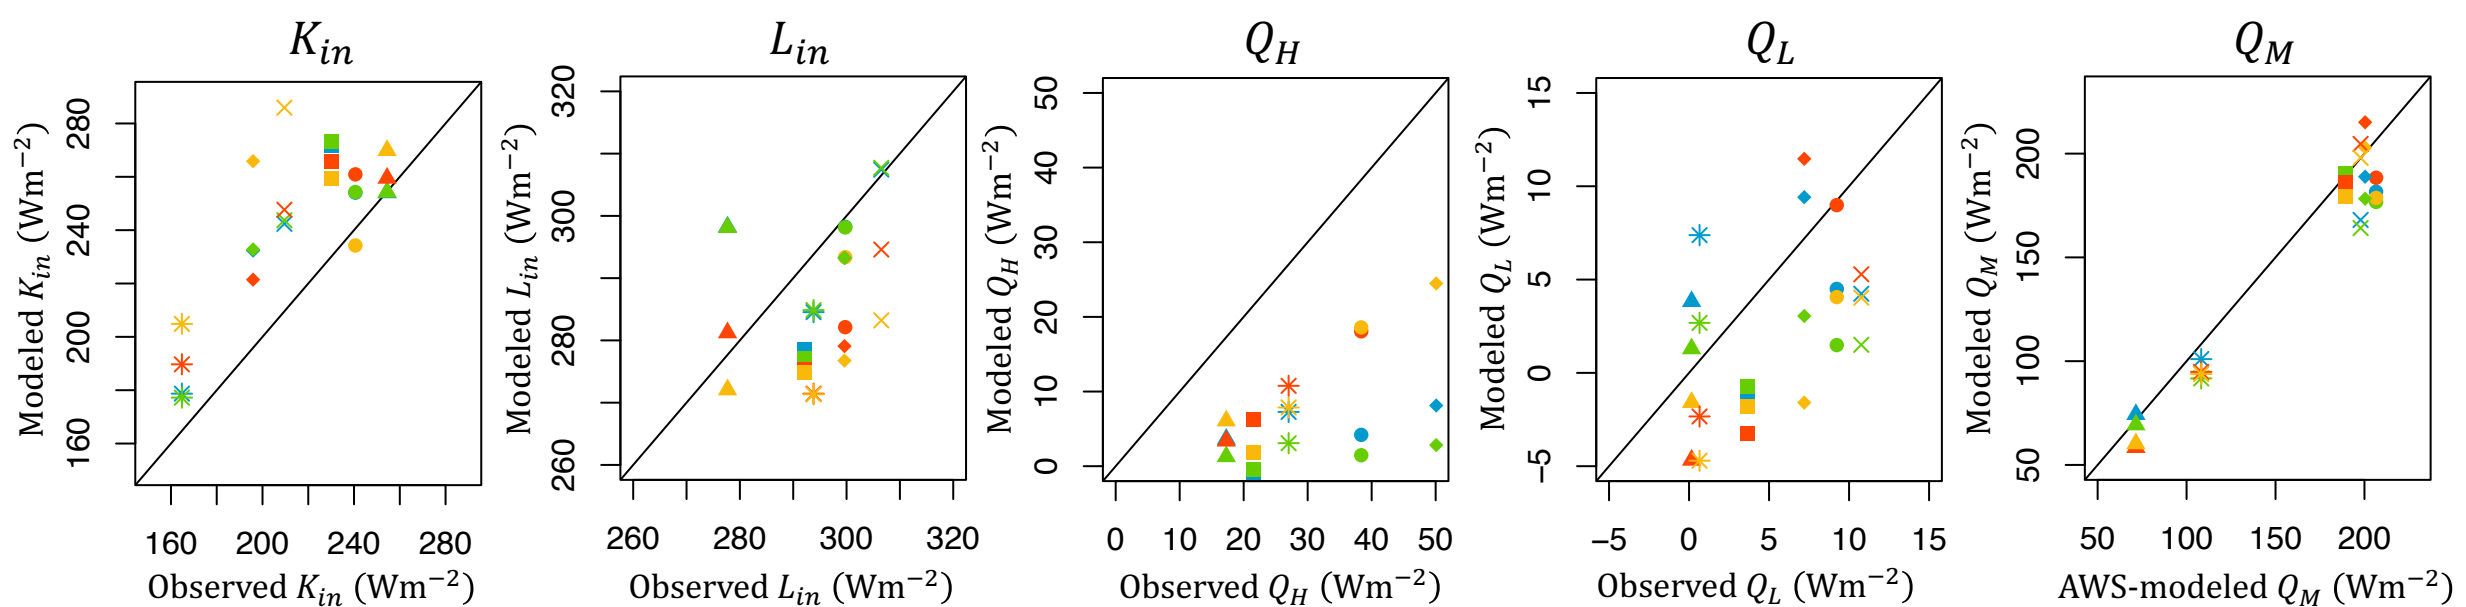 K_in L_in Q_H Q_L Q_M
Modeled K_in (Wm−2)
160 200 240 280
160 200 240 280
Observed K_in (Wm−2)
Modeled L_in (Wm−2)
260 280 300 320
260 280 300 320
Observed L_in (Wm−2)
Modeled Q_H (Wm−2)
0 10 20 30 40 50
0 10 20 30 40 50
Observed Q_H (Wm−2)
Modeled Q_L (Wm−2)
−5 0 5 10 15
−5 0 5 10 15
Observed Q_L (Wm−2)
Modeled Q_M (Wm−2)
50 100 150 200
50 100 150 200
AWS-modeled Q_M (Wm−2)